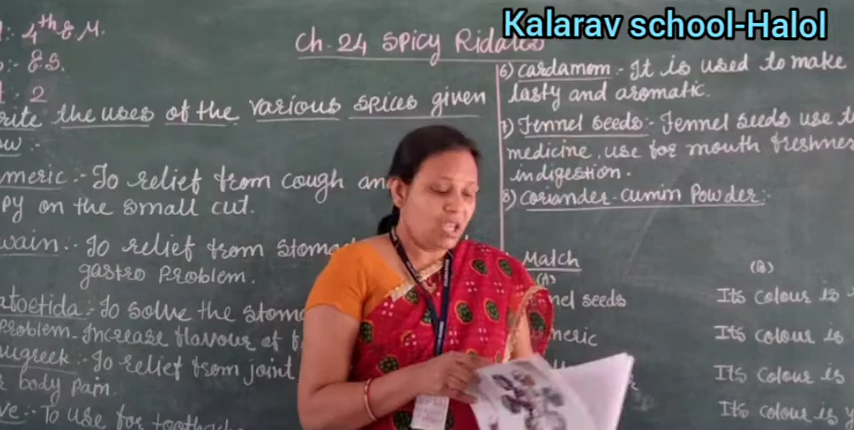 Kalarav school-Halol
4th E M.
Ch. 24 Spicy Riddles
: E.S.
: 2
the uses of the various spices given
:-
meric :- To relief from cough an
py on the small cut.
wain :- To relief from stoma
gastro Problem.
atoetida :- To solve the stoma
Problem - Increase flavour of f
ugreek :- To relief from joint
body pain.
ve :- To use for tooth
6) cardamom :- It is used to make
tasty and aromatic.
7) Fennel seeds :- Fennel seeds use t
medicine, use for mouth freshne
indigestion.
8) Coriander - Cumin Powder :-
Match
(A) (B)
nel seeds Its colour is
meric Its colour is
Its colour is
Its colour is y